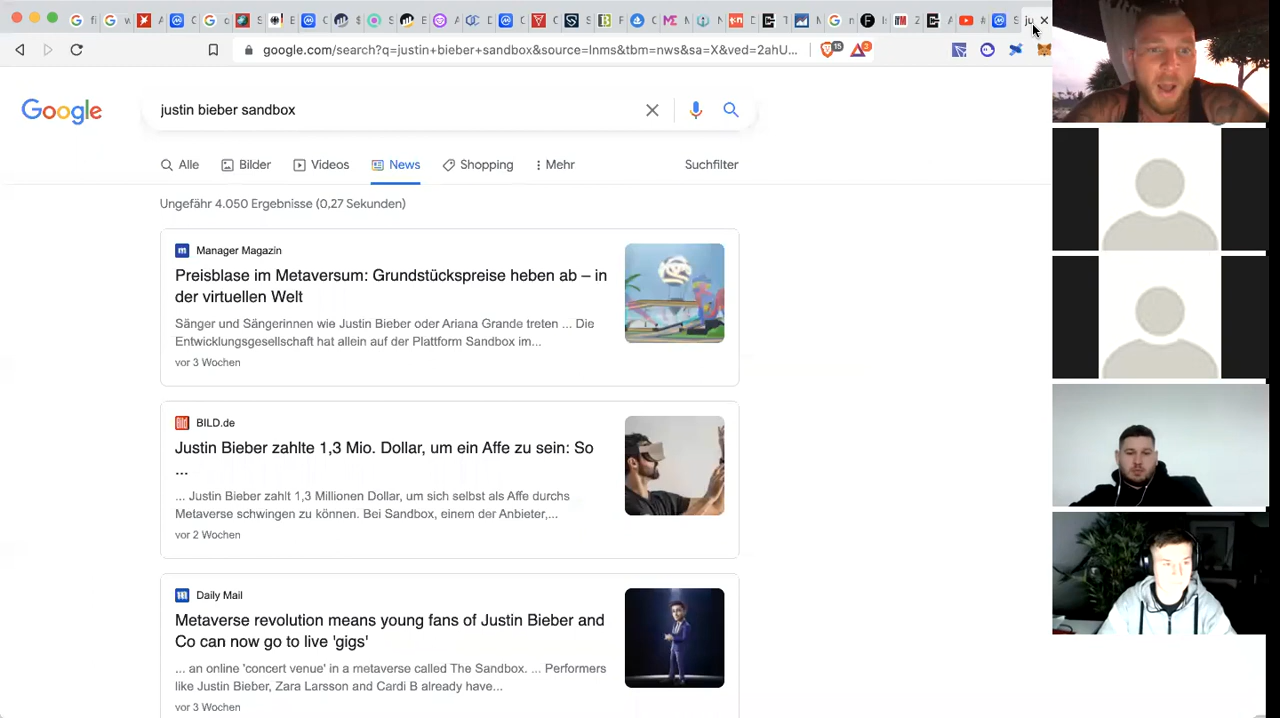 google.com/search?q=justin+bieber+sandbox&source=lnms&tbm=nws&sa=X&ved=2ahU...
15
3
Google
justin bieber sandbox
Alle
Bilder
Videos
News
Shopping
Mehr
Suchfilter
Ungefähr 4.050 Ergebnisse (0,27 Sekunden)
Manager Magazin
Preisblase im Metaversum: Grundstückspreise heben ab – in
der virtuellen Welt
Sänger und Sängerinnen wie Justin Bieber oder Ariana Grande treten ... Die
Entwicklungsgesellschaft hat allein auf der Plattform Sandbox im...
vor 3 Wochen
BILD.de
Justin Bieber zahlte 1,3 Mio. Dollar, um ein Affe zu sein: So
...
... Justin Bieber zahlt 1,3 Millionen Dollar, um sich selbst als Affe durchs
Metaverse schwingen zu können. Bei Sandbox, einem der Anbieter,...
vor 2 Wochen
Daily Mail
Metaverse revolution means young fans of Justin Bieber and
Co can now go to live 'gigs'
... an online 'concert venue' in a metaverse called The Sandbox. ... Performers
like Justin Bieber, Zara Larsson and Cardi B already have...
vor 3 Wochen